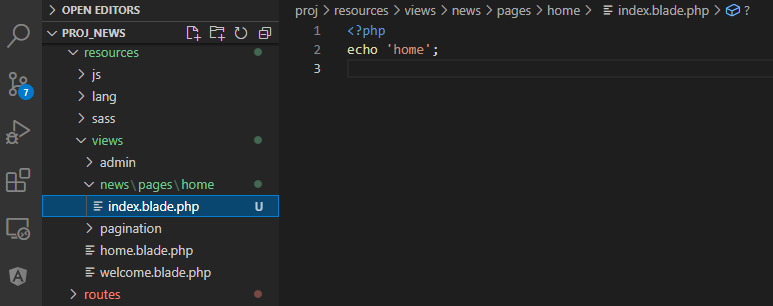 OPEN EDITORS
PROJ_NEWS
resources
js
lang
sass
views
admin
news\pages\home
index.blade.php U
pagination
home.blade.php
welcome.blade.php
routes
7
proj > resources > views > news > pages > home > index.blade.php > ?
1 <?php
2 echo 'home';
3